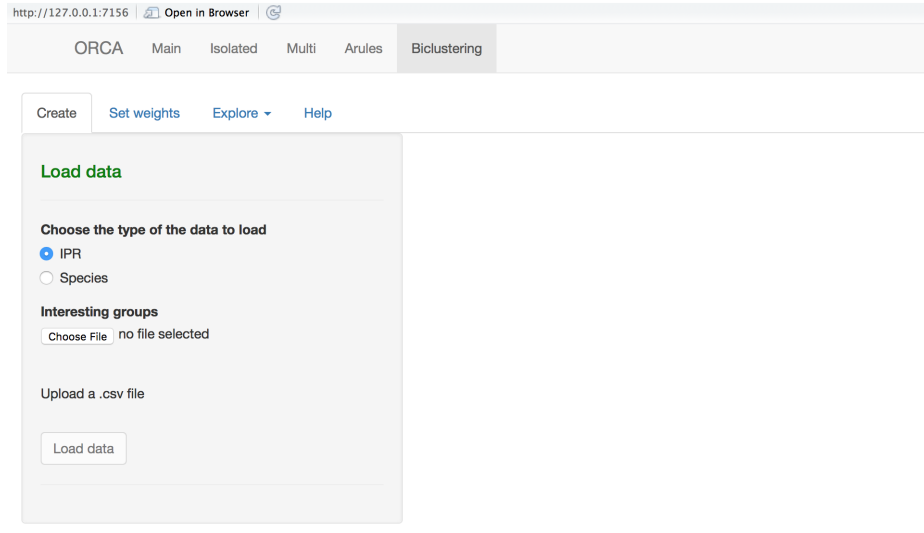 http://127.0.0.1:7156 Open in Browser
ORCA Main Isolated Multi Arules Biclustering
Create Set weights Explore Help
Load data
Choose the type of the data to load
IPR
Species
Interesting groups
Choose File no file selected
Upload a .csv file
Load data